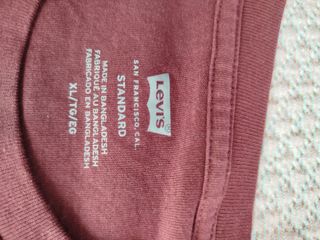 Levi's
SAN FRANCISCO, CAL.
STANDARD
MADE IN BANGLADESH
FABRIQUÉ AU BANGLADESH
FABRICADO EN BANGLADESH
XL/TG/EG